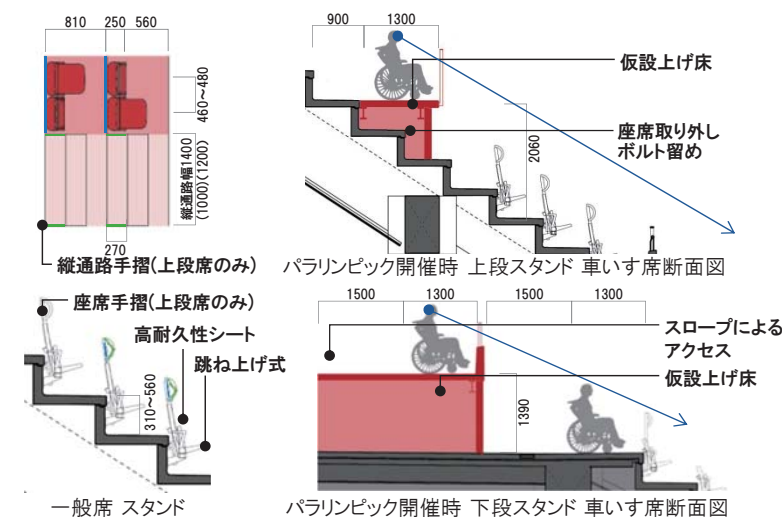 810 250 560
460~480
縦通路幅1400
(1000)(1200)
270
縦通路手摺(上段席のみ)
900 1300
仮設上げ床
座席取り外し
ボルト留め
2060
パラリンピック開催時 上段スタンド 車いす席断面図
座席手摺(上段席のみ)
高耐久性シート
跳ね上げ式
310~560
一般席 スタンド
1500 1300 1500 1300
スロープによる
アクセス
仮設上げ床
1390
パラリンピック開催時 下段スタンド 車いす席断面図